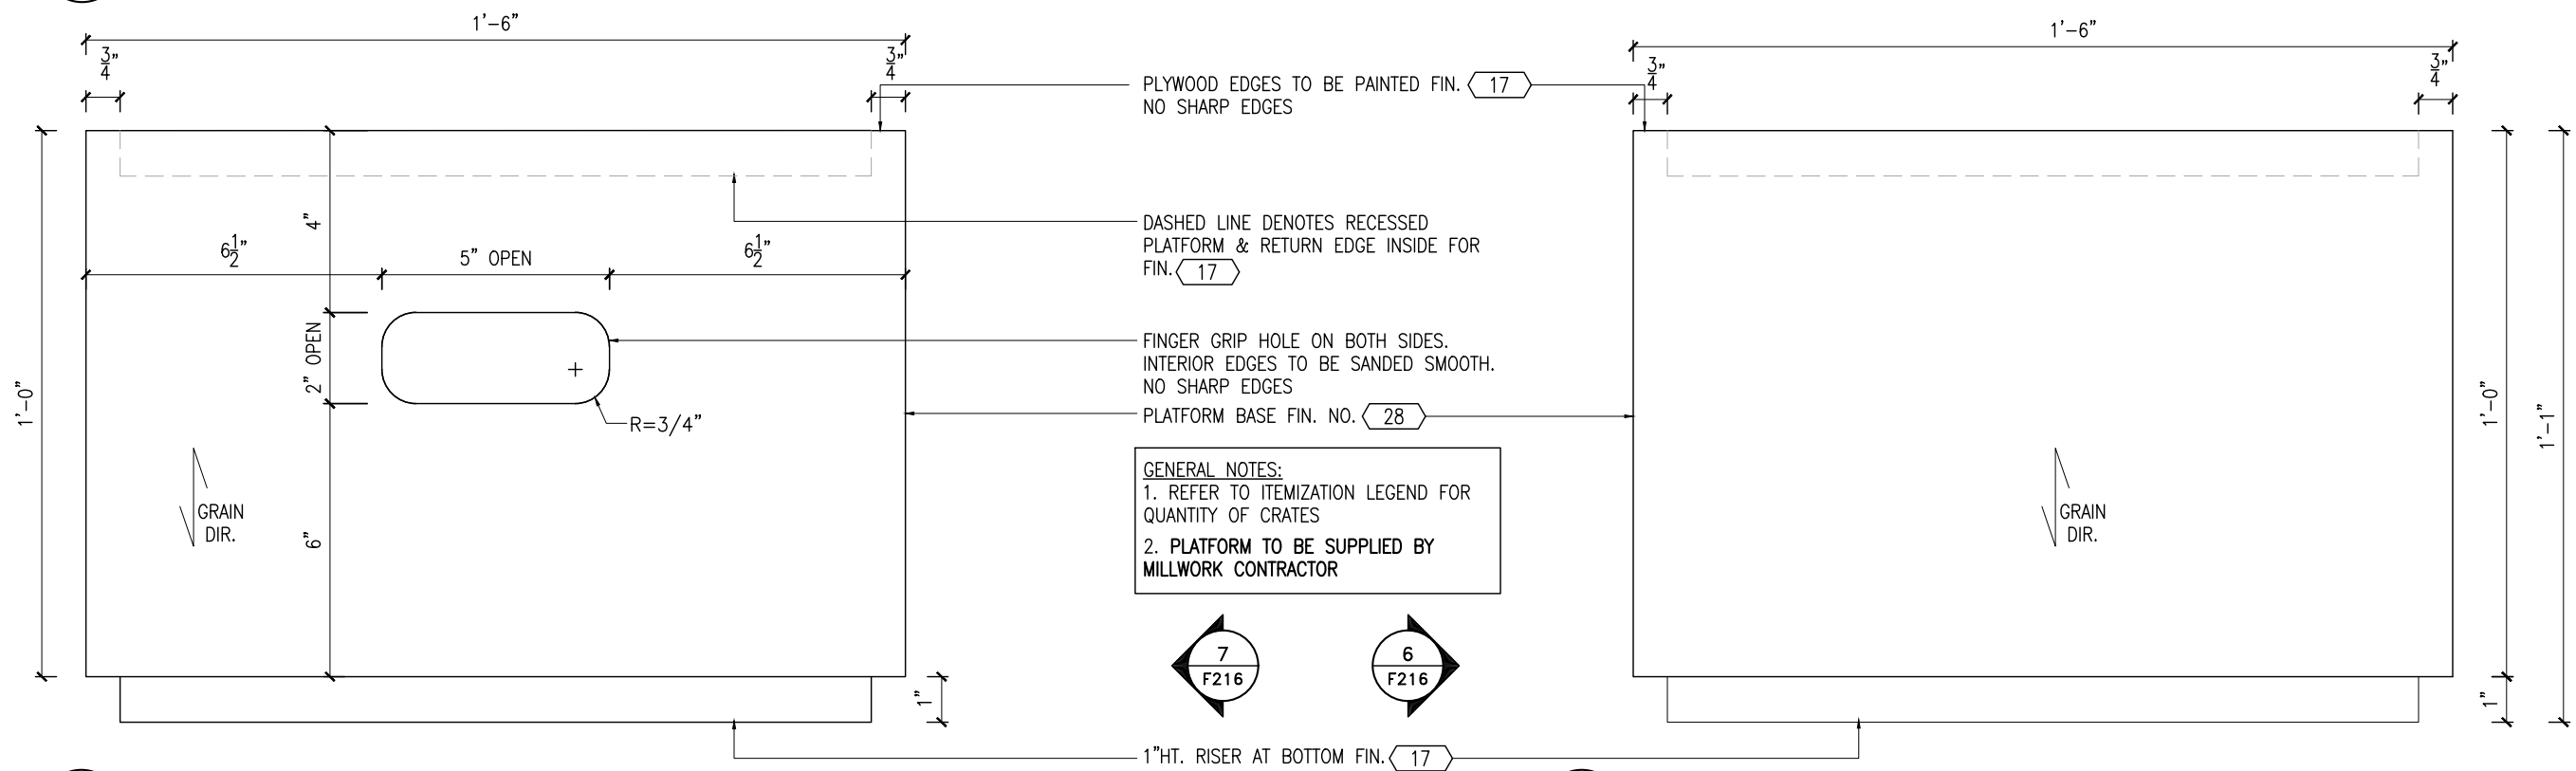 1'-6"
3/4"
3/4"
1'-0"
4"
6 1/2"
5" OPEN
6 1/2"
2" OPEN
R=3/4"
GRAIN
DIR.
6"
1"
PLYWOOD EDGES TO BE PAINTED FIN. 17
NO SHARP EDGES
DASHED LINE DENOTES RECESSED
PLATFORM & RETURN EDGE INSIDE FOR
FIN. 17
FINGER GRIP HOLE ON BOTH SIDES.
INTERIOR EDGES TO BE SANDED SMOOTH.
NO SHARP EDGES
PLATFORM BASE FIN. NO. 28
GENERAL NOTES:
1. REFER TO ITEMIZATION LEGEND FOR
QUANTITY OF CRATES
2. PLATFORM TO BE SUPPLIED BY
MILLWORK CONTRACTOR
7
F216
6
F216
1"HT. RISER AT BOTTOM FIN. 17
1'-6"
3/4"
3/4"
GRAIN
DIR.
1'-0"
1'-1"
1"